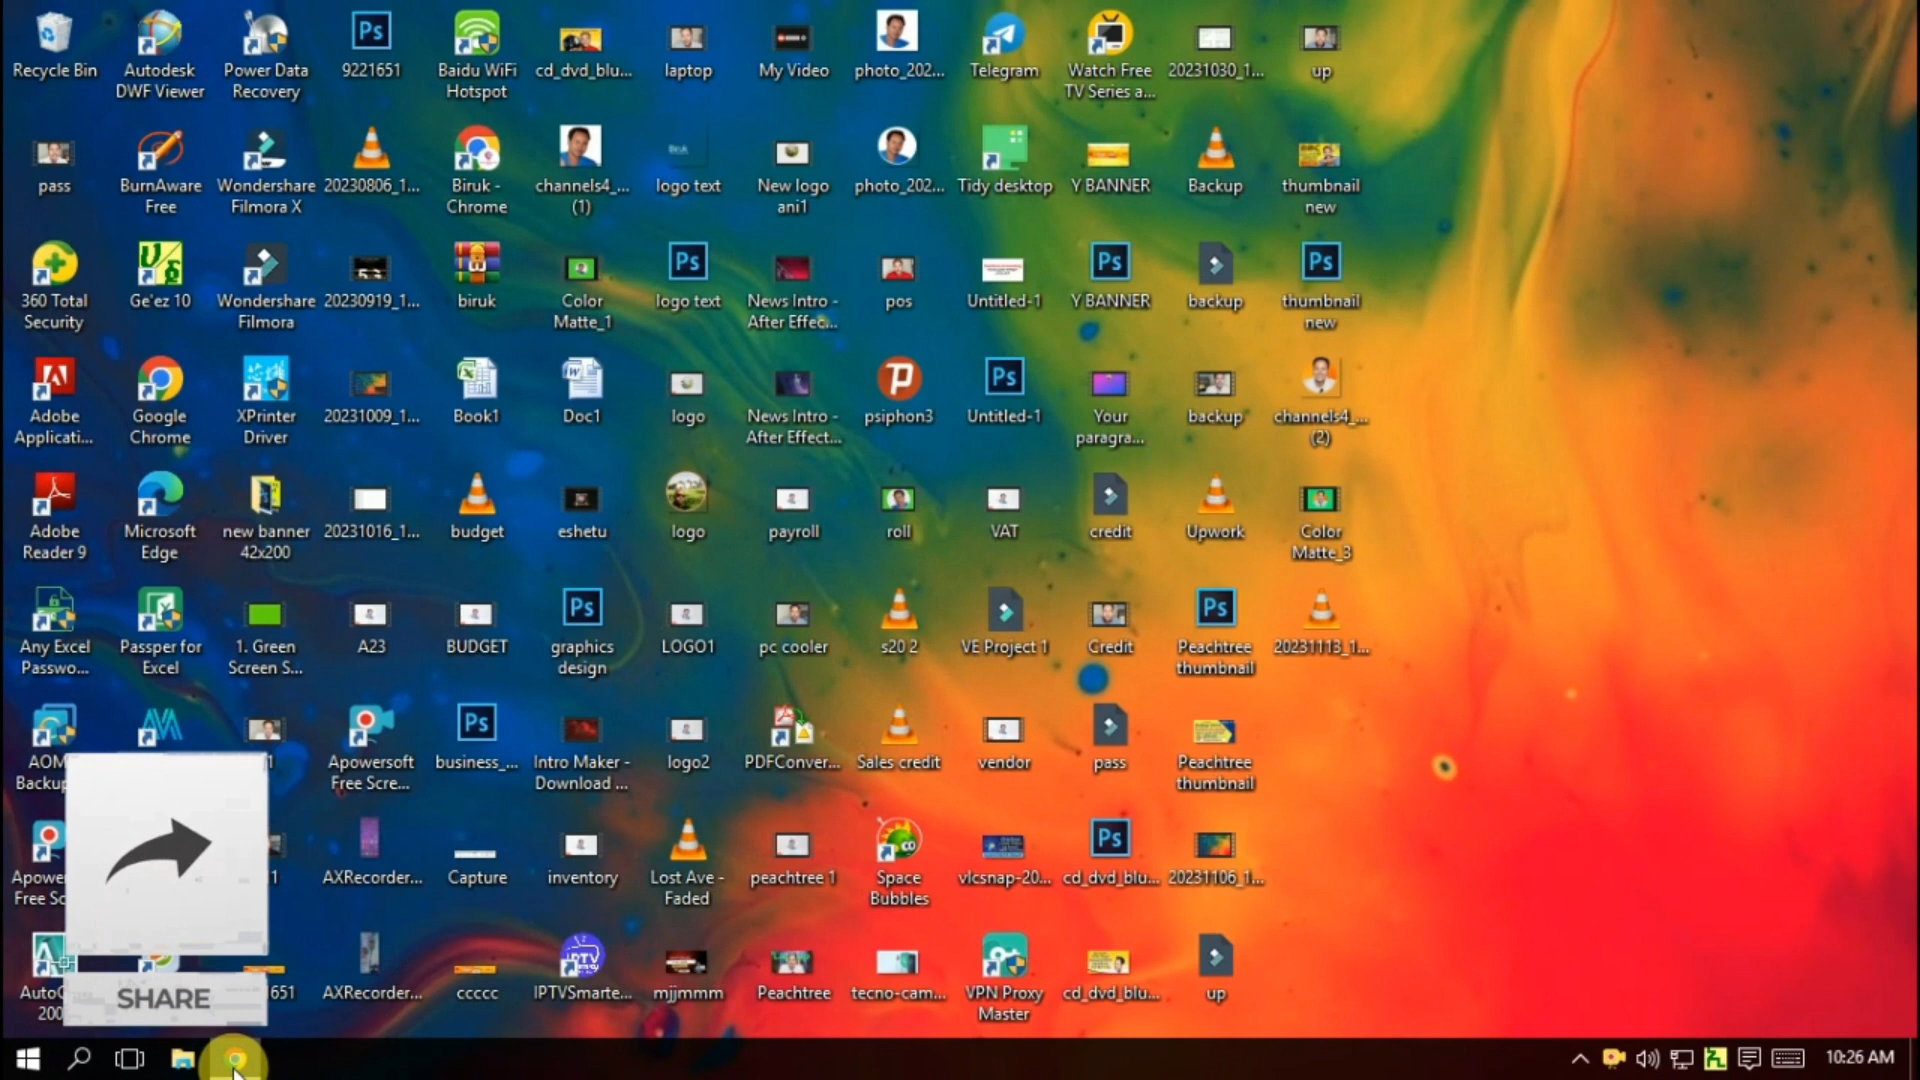 Recycle Bin
Autodesk
DWF Viewer
Power Data
Recovery
9221651
Baidu WiFi
Hotspot
cd_dvd_blu...
laptop
My Video
photo_202...
Telegram
Watch Free
TV Series a...
20231030_1...
up
pass
BurnAware
Free
Wondershare
Filmora X
20230806_1...
Biruk -
Chrome
channels4_...
(1)
logo text
New logo
ani1
photo_202...
Tidy desktop
Y BANNER
Backup
thumbnail
new
360 Total
Security
Ge'ez 10
Wondershare
Filmora
20230919_1...
biruk
Color
Matte_1
logo text
News Intro -
After Effec...
pos
Untitled-1
Y BANNER
backup
thumbnail
new
Adobe
Applicati...
Google
Chrome
XPrinter
Driver
20231009_1...
Book1
Doc1
logo
News Intro -
After Effect...
psiphon3
Untitled-1
Your
paragra...
backup
channels4_...
(2)
Adobe
Reader 9
Microsoft
Edge
new banner
42x200
20231016_1...
budget
eshetu
logo
payroll
roll
VAT
credit
Upwork
Color
Matte_3
Any Excel
Passwo...
Passper for
Excel
1. Green
Screen S...
A23
BUDGET
graphics
design
LOGO1
pc cooler
s20 2
VE Project 1
Credit
Peachtree
thumbnail
20231113_1...
AOM
Backup
1
Apowersoft
Free Scre...
business_...
Intro Maker -
Download ...
logo2
PDFConver...
Sales credit
vendor
pass
Peachtree
thumbnail
Apower
Free Sc
1
AXRecorder...
Capture
inventory
Lost Ave -
Faded
peachtree 1
Space
Bubbles
vlcsnap-20...
cd_dvd_blu...
20231106_1...
Auto
200
SHARE
651
AXRecorder...
ccccc
IPTVSmarte...
mjjmmm
Peachtree
tecno-cam...
VPN Proxy
Master
cd_dvd_blu...
up
10:26 AM